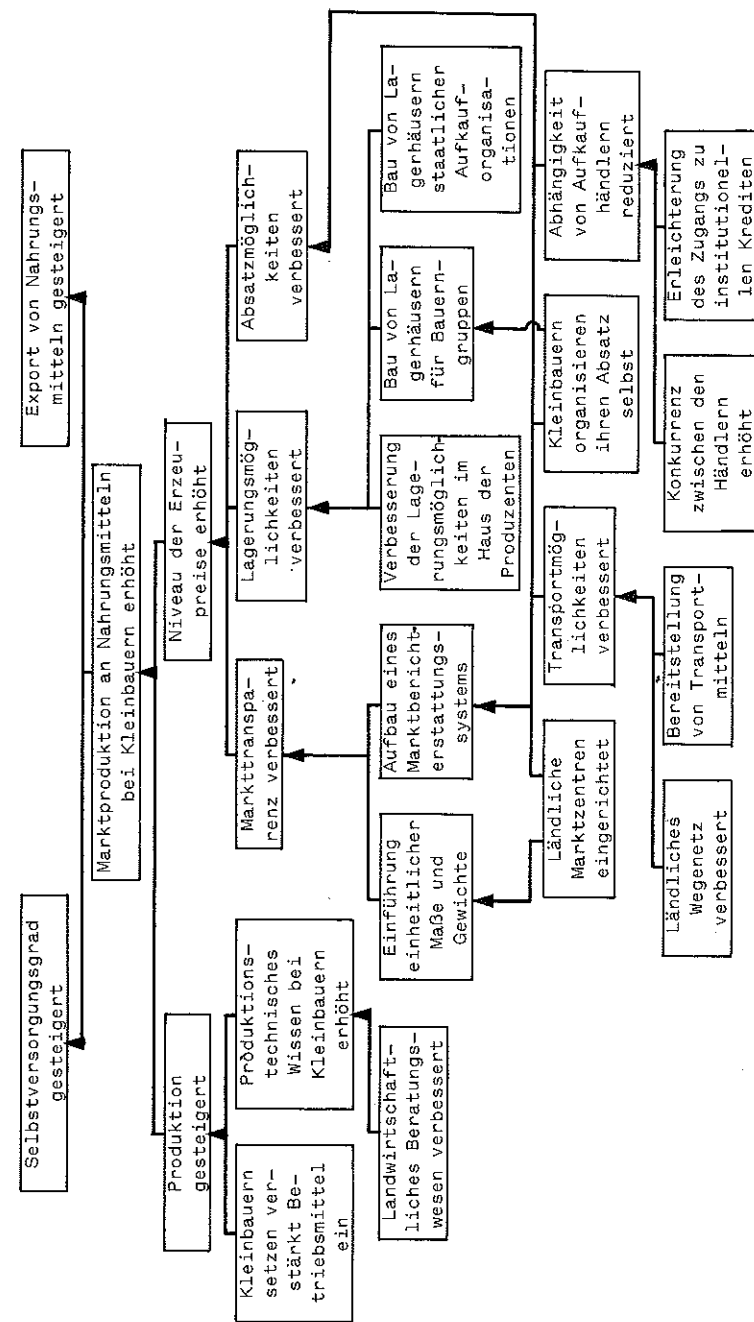 Selbstversorgungsgrad
gesteigert
Export von Nahrungs-
mitteln gesteigert
Marktproduktion an Nahrungsmitteln
bei Kleinbauern erhöht
Produktion
gesteigert
Niveau der Erzeu-
preise erhöht
Kleinbauern
setzen ver-
stärkt Be-
triebsmittel
ein
Produktions-
technisches
Wissen bei
Kleinbauern
erhöht
Markttranspa-
renz verbessert
Lagerungsmög-
lichkeiten
verbessert
Absatzmöglich-
keiten
verbessert
Landwirtschaft-
liches Beratungs-
wesen verbessert
Einführung
einheitlicher
Maße und
Gewichte
Aufbau eines
Marktbericht-
erstattungs-
systems
Verbesserung
der Lage-
rungsmöglich-
keiten im
Haus der
Produzenten
Bau von La-
gerhäusern
für Bauern-
gruppen
Bau von La-
gerhäusern
staatlicher
Aufkauf-
organisa-
tionen
Ländliche
Marktzentren
eingerichtet
Transportmög-
lichkeiten
verbessert
Kleinbauern
organisieren
ihren Absatz
selbst
Abhängigkeit
von Aufkauf-
händlern
reduziert
Ländliches
Wegenetz
verbessert
Bereitstellung
von Transport-
mitteln
Konkurrenz
zwischen den
Händlern
erhöht
Erleichterung
des Zugangs zu
institutionel-
len Krediten